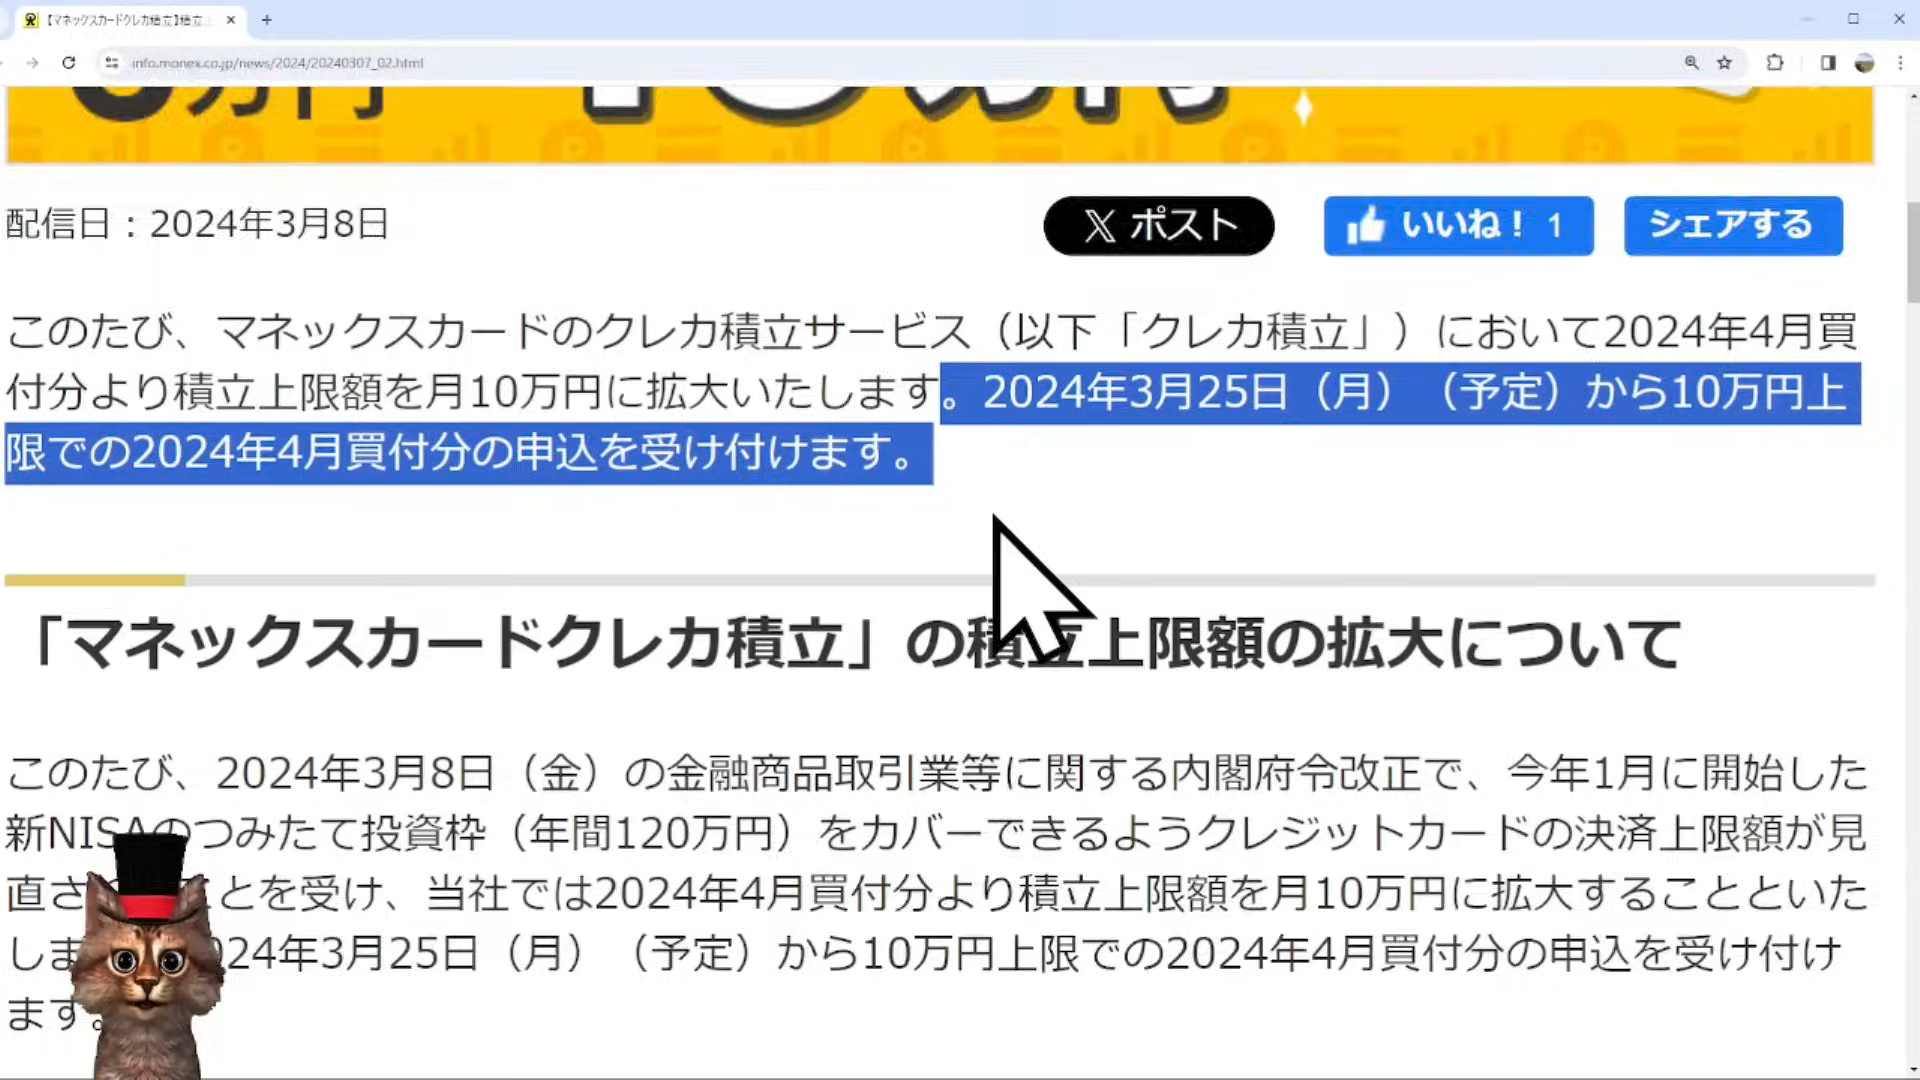 【マネックスカードクレカ積立】積立
info.monex.co.jp/news/2024/20240307_02.html
5万円 10万円
配信日：2024年3月8日
X ポスト
いいね！ 1
シェアする
このたび、マネックスカードのクレカ積立サービス（以下「クレカ積立」）において2024年4月買
付分より積立上限額を月10万円に拡大いたします。2024年3月25日（月）（予定）から10万円上
限での2024年4月買付分の申込を受け付けます。
「マネックスカードクレカ積立」の積立上限額の拡大について
このたび、2024年3月8日（金）の金融商品取引業等に関する内閣府令改正で、今年1月に開始した
新NISAのつみたて投資枠（年間120万円）をカバーできるようクレジットカードの決済上限額が見
直さ ことを受け、当社では2024年4月買付分より積立上限額を月10万円に拡大することといた
しま 24年3月25日（月）（予定）から10万円上限での2024年4月買付分の申込を受け付け
ます。